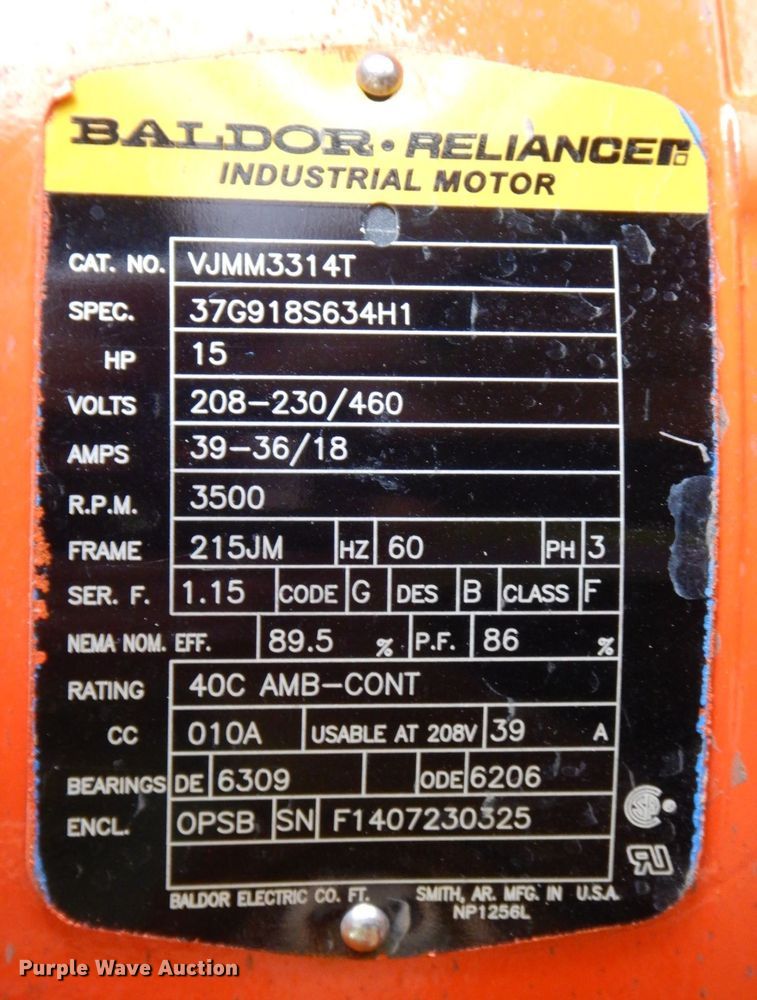 BALDOR • RELIANCER
INDUSTRIAL MOTOR
CAT. NO. VJMM3314T
SPEC. 37G918S634H1
HP 15
VOLTS 208-230/460
AMPS 39-36/18
R.P.M. 3500
FRAME 215JM HZ 60 PH 3
SER. F. 1.15 CODE G DES B CLASS F
NEMA NOM. EFF. 89.5 % P.F. 86 %
RATING 40C AMB-CONT
CC 010A USABLE AT 208V 39 A
BEARINGS DE 6309 ODE 6206
ENCL. OPSB SN F1407230325
BALDOR ELECTRIC CO. FT. SMITH, AR. MFG. IN U.S.A.
NP1256L
Purple Wave Auction